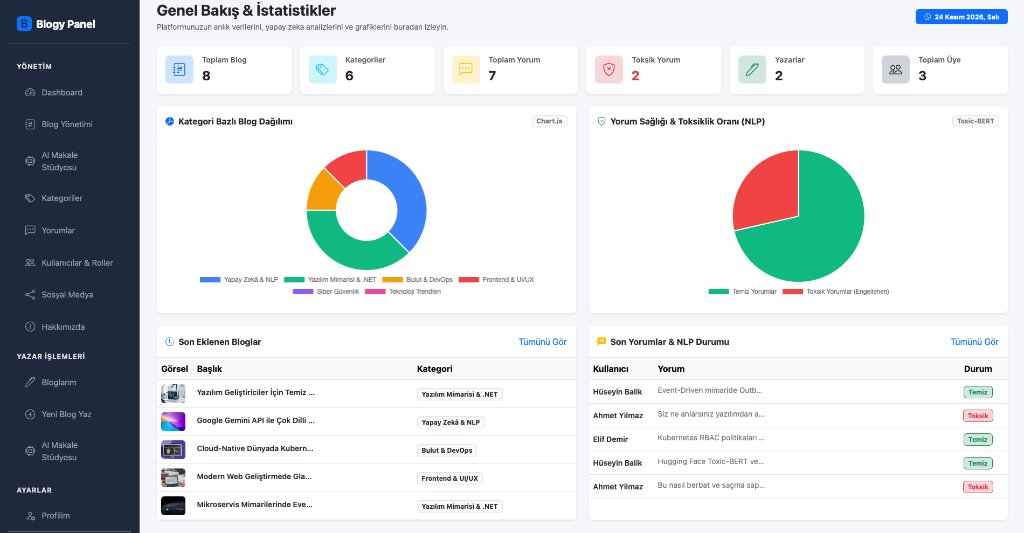 B Blogy Panel
YÖNETİM
Dashboard
Blog Yönetimi
AI Makale
Stüdyosu
Kategoriler
Yorumlar
Kullanıcılar & Roller
Sosyal Medya
Hakkımızda
YAZAR İŞLEMLERİ
Bloglarım
Yeni Blog Yaz
AI Makale
Stüdyosu
AYARLAR
Profilim
Genel Bakış & İstatistikler
Platformunuzun anlık verilerini, yapay zeka analizlerini ve grafiklerini buradan izleyin.
24 Kasım 2026, Salı
Toplam Blog
8
Kategoriler
6
Toplam Yorum
7
Toksik Yorum
2
Yazarlar
2
Toplam Üye
3
Kategori Bazlı Blog Dağılımı
Chart.js
Yapay Zekâ & NLP
Yazılım Mimarisi & .NET
Bulut & DevOps
Frontend & UI/UX
Siber Güvenlik
Teknoloji Trendleri
Yorum Sağlığı & Toksiklik Oranı (NLP)
Toxic-BERT
Temiz Yorumlar
Toksik Yorumlar (Engellenen)
Son Eklenen Bloglar
Tümünü Gör
Görsel Başlık Kategori
Yazılım Geliştiriciler İçin Temiz ... Yazılım Mimarisi & .NET
Google Gemini API ile Çok Dilli ... Yapay Zekâ & NLP
Cloud-Native Dünyada Kubern... Bulut & DevOps
Modern Web Geliştirmede Gla... Frontend & UI/UX
Mikroservis Mimarilerinde Eve... Yazılım Mimarisi & .NET
Son Yorumlar & NLP Durumu
Tümünü Gör
Kullanıcı Yorum Durum
Hüseyin Balik Event-Driven mimaride Outb... Temiz
Ahmet Yilmaz Siz ne anlarsınız yazılımdan a... Toksik
Elif Demir Kubernetes RBAC politikaları ... Temiz
Hüseyin Balik Hugging Face Toxic-BERT ve... Temiz
Ahmet Yilmaz Bu nasıl berbat ve saçma sap... Toksik